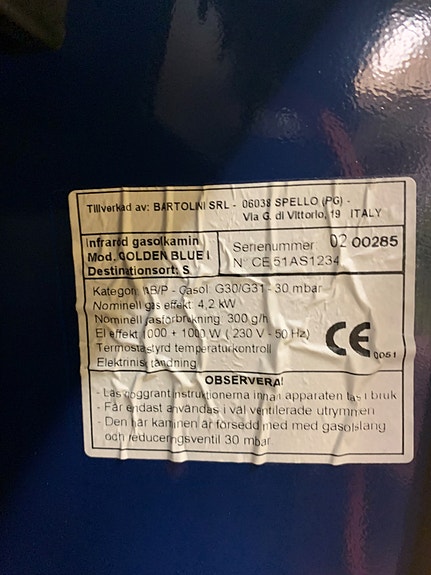 Tillverkad av: BARTOLINI SRL - 06038 SPELLO (PG) -
Via G. di Vittorio, 19 ITALY
Infraröd gasolkamin
Mod. GOLDEN BLUE I
Destinationsort: S
Serienummer 02 00285
N° CE 51AS1234
Kategori I3B/P - Gasol G30/G31 - 30 mbar
Nominell gas effekt 4,2 kW
Nominell gasförbrukning 300 g/h
El effekt 1000 + 1000 W ( 230 V - 50 Hz)
Termostastyrd temperaturkontroll
Elektrinisk tändning
CE 0051
OBSERVERA!
- Läs noggrant instruktionerna innan apparaten tas i bruk
- Får endast användas i väl ventilerade utrymmen
- Den här kaminen är försedd med med gasolslang
och reduceringsventil 30 mbar